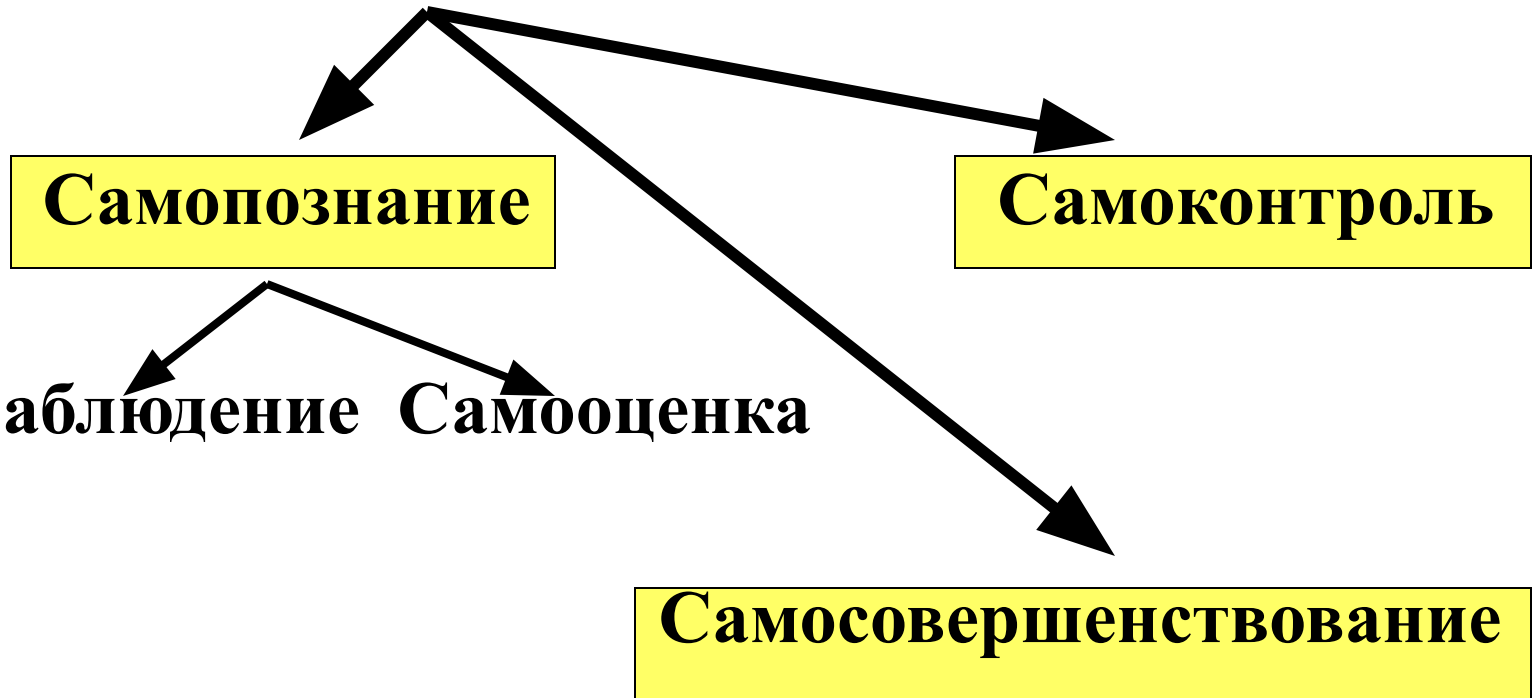 Самопознание Самоконтроль
аблюдение Самооценка
Самосовершенствование